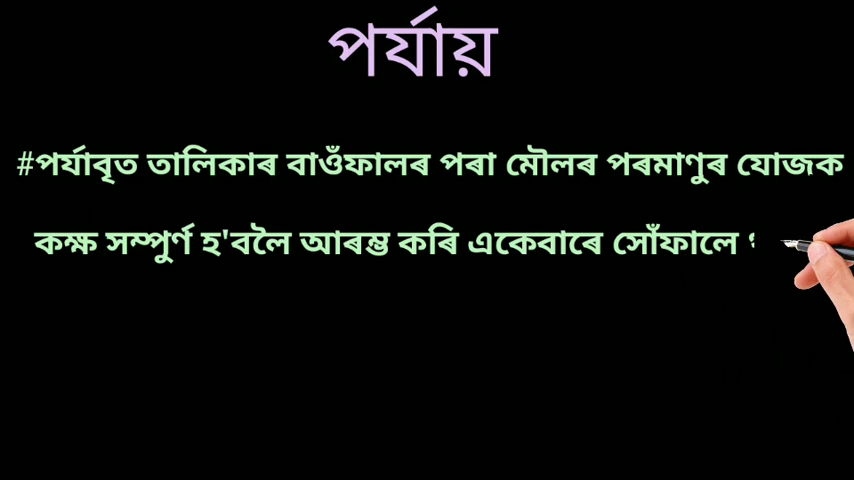 পৰ্যায়
#পৰ্যাবৃত তালিকাৰ বাওঁফালৰ পৰা মৌলৰ পৰমাণুৰ যোজক
কক্ষ সম্পুৰ্ণ হ'বলৈ আৰম্ভ কৰি একেবাৰে সোঁফালে